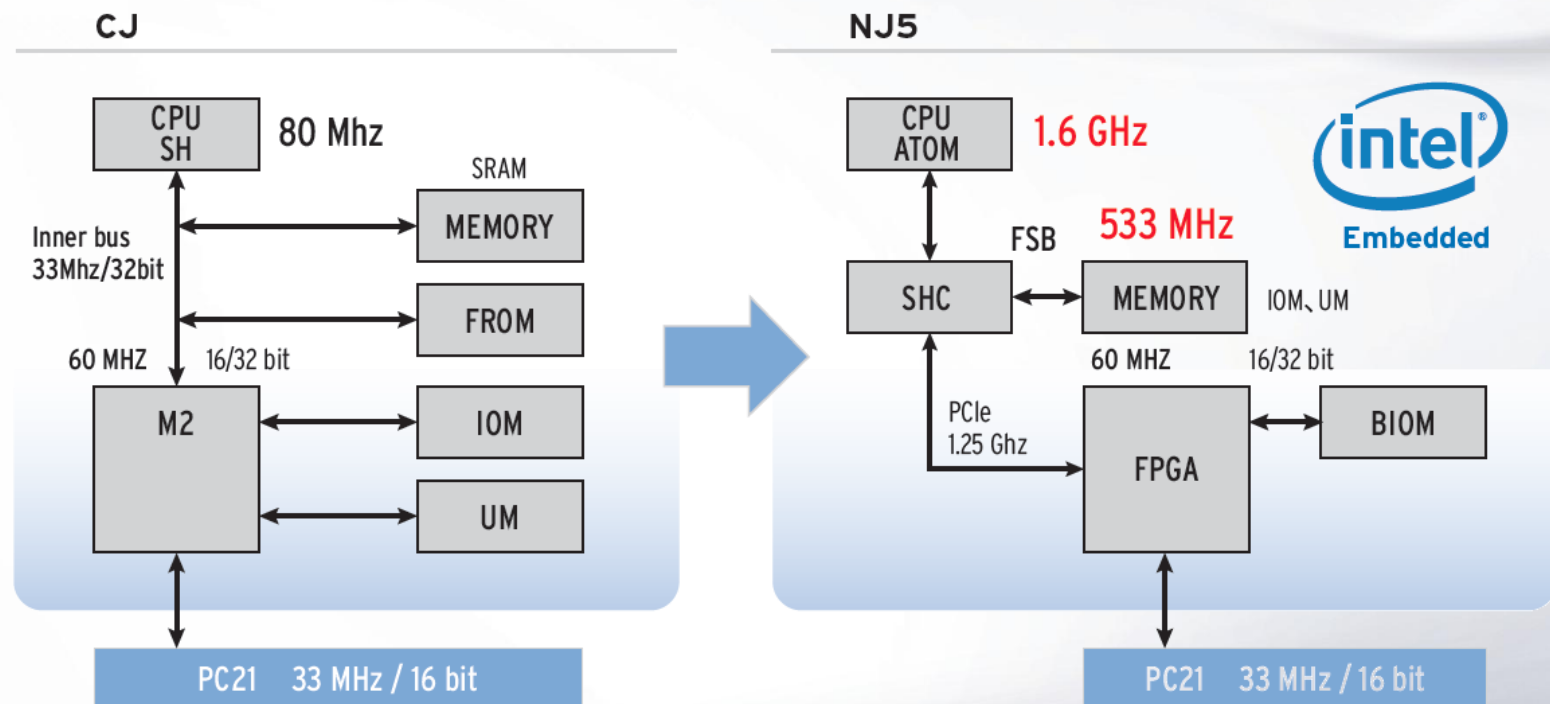 CJ
CPU
SH
80 Mhz
SRAM
MEMORY
Inner bus
33Mhz/32bit
FROM
60 MHZ
16/32 bit
M2
IOM
UM
PC21 33 MHz / 16 bit
NJ5
CPU
ATOM
1.6 GHz
intel®
Embedded
FSB
533 MHz
SHC
MEMORY
IOM、UM
60 MHZ
16/32 bit
PCIe
1.25 Ghz
FPGA
BIOM
PC21 33 MHz / 16 bit